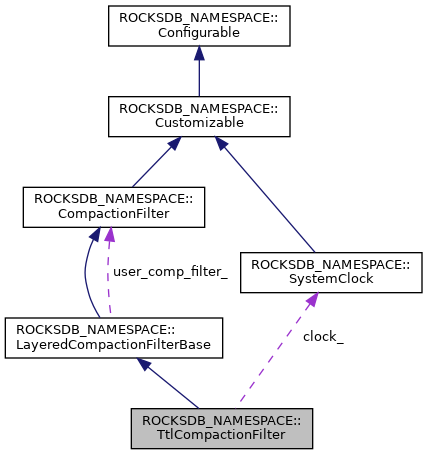 ROCKSDB_NAMESPACE::
Configurable
ROCKSDB_NAMESPACE::
Customizable
ROCKSDB_NAMESPACE::
CompactionFilter
ROCKSDB_NAMESPACE::
SystemClock
user_comp_filter_
ROCKSDB_NAMESPACE::
LayeredCompactionFilterBase
clock_
ROCKSDB_NAMESPACE::
TtlCompactionFilter